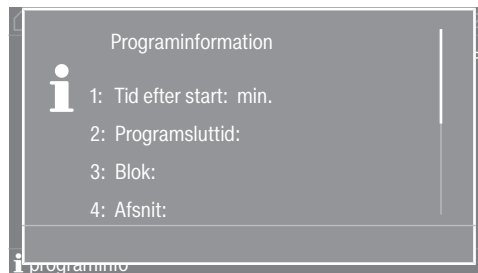 Programinformation
1: Tid efter start: min.
2: Programsluttid:
3: Blok:
4: Afsnit:
programinfo